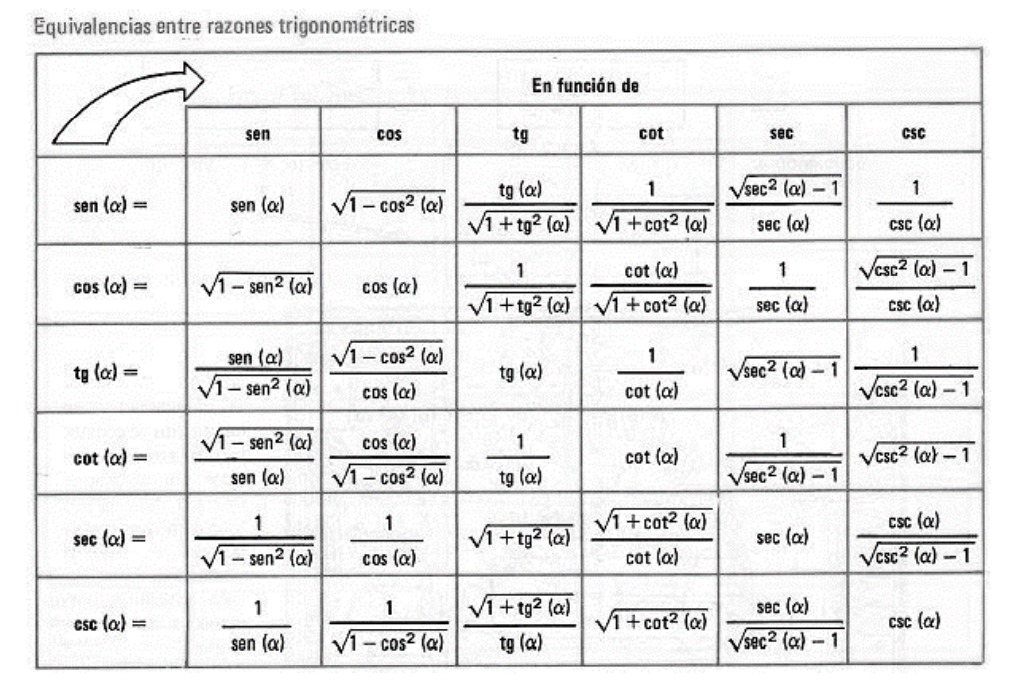 Equivalencias entre razones trigonométricas
En función de
sen cos tg cot sec csc
sen (α) = sen (α) √(1 – cos² (α)) tg (α)/√(1 + tg² (α)) 1/√(1 + cot² (α)) √(sec² (α) – 1)/sec (α) 1/csc (α)
cos (α) = √(1 – sen² (α)) cos (α) 1/√(1 + tg² (α)) cot (α)/√(1 + cot² (α)) 1/sec (α) √(csc² (α) – 1)/csc (α)
tg (α) = sen (α)/√(1 – sen² (α)) √(1 – cos² (α))/cos (α) tg (α) 1/cot (α) √(sec² (α) – 1) 1/√(csc² (α) – 1)
cot (α) = √(1 – sen² (α))/sen (α) cos (α)/√(1 – cos² (α)) 1/tg (α) cot (α) 1/√(sec² (α) – 1) √(csc² (α) – 1)
sec (α) = 1/√(1 – sen² (α)) 1/cos (α) √(1 + tg² (α)) √(1 + cot² (α))/cot (α) sec (α) csc (α)/√(csc² (α) – 1)
csc (α) = 1/sen (α) 1/√(1 – cos² (α)) √(1 + tg² (α))/tg (α) √(1 + cot² (α)) sec (α)/√(sec² (α) – 1) csc (α)